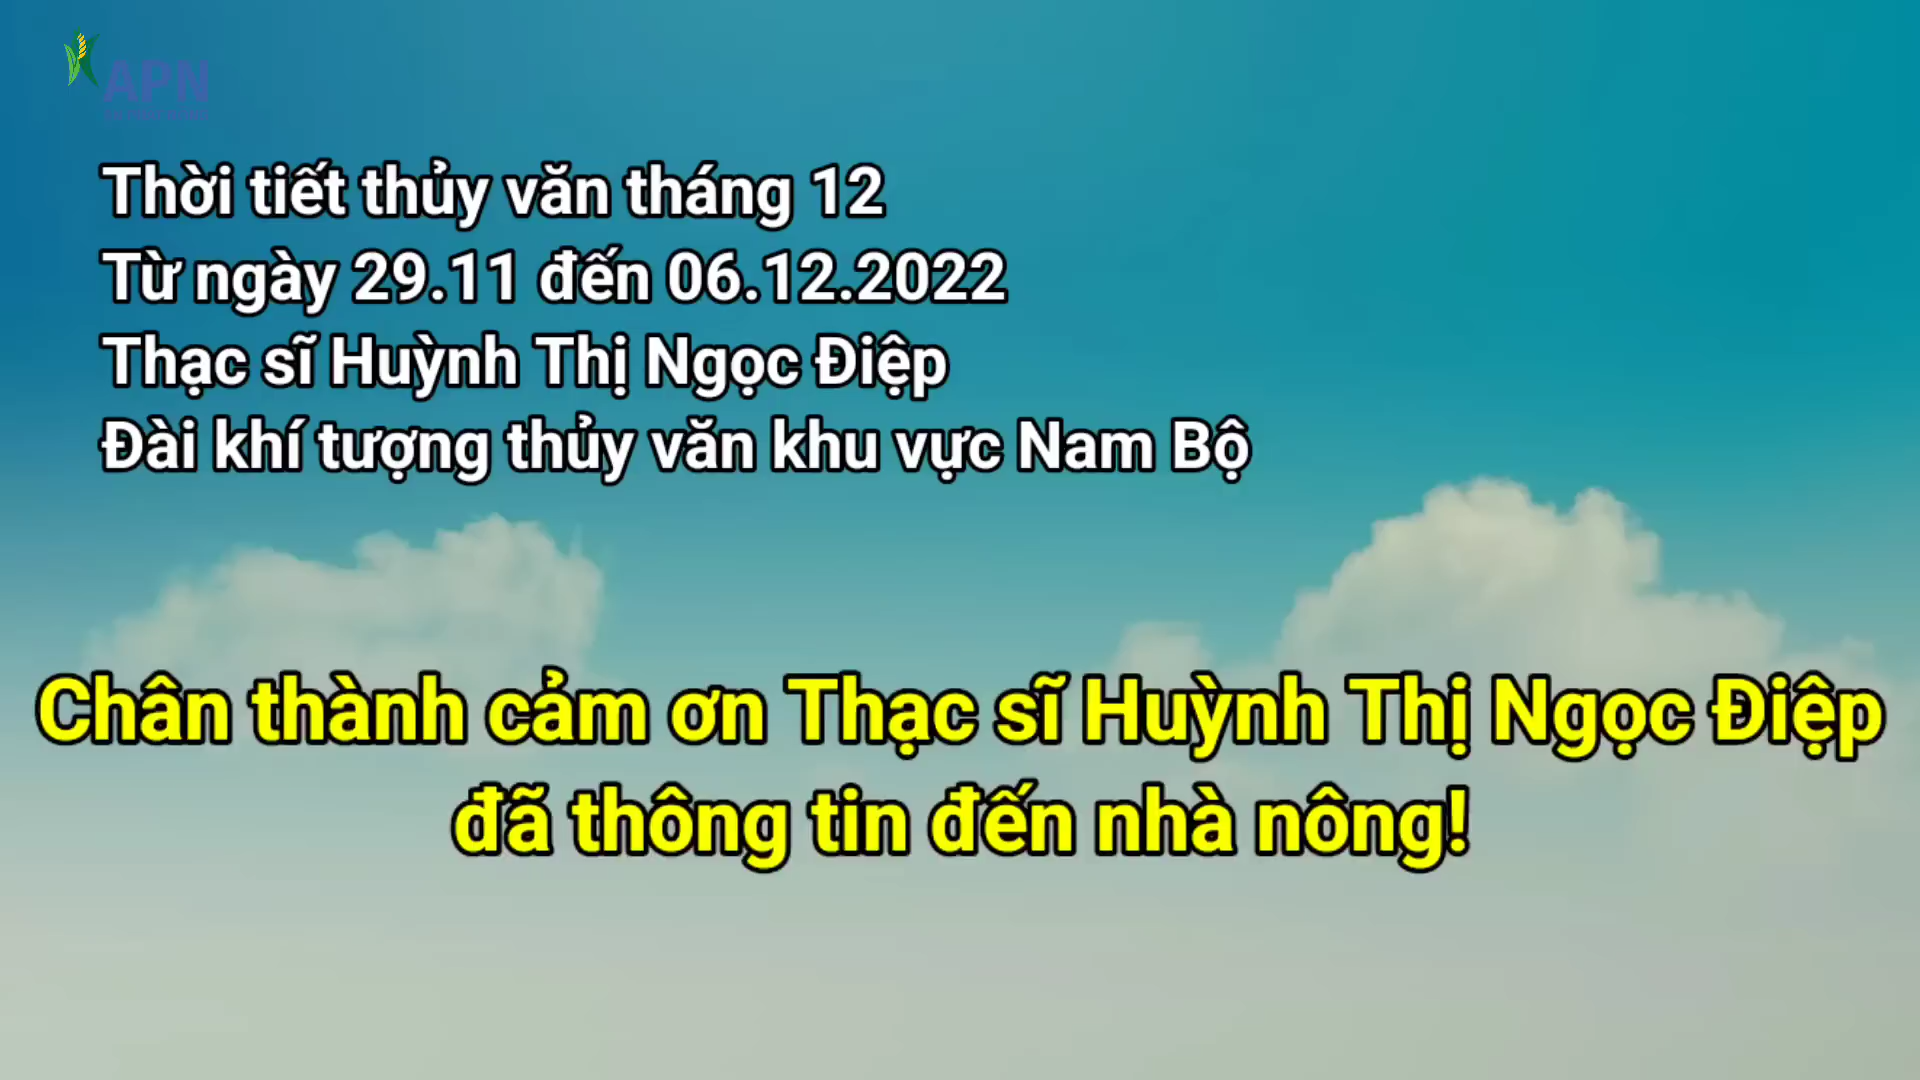 APN
Thời tiết thủy văn tháng 12
Từ ngày 29.11 đến 06.12.2022
Thạc sĩ Huỳnh Thị Ngọc Điệp
Đài khí tượng thủy văn khu vực Nam Bộ
Chân thành cảm ơn Thạc sĩ Huỳnh Thị Ngọc Điệp
đã thông tin đến nhà nông!